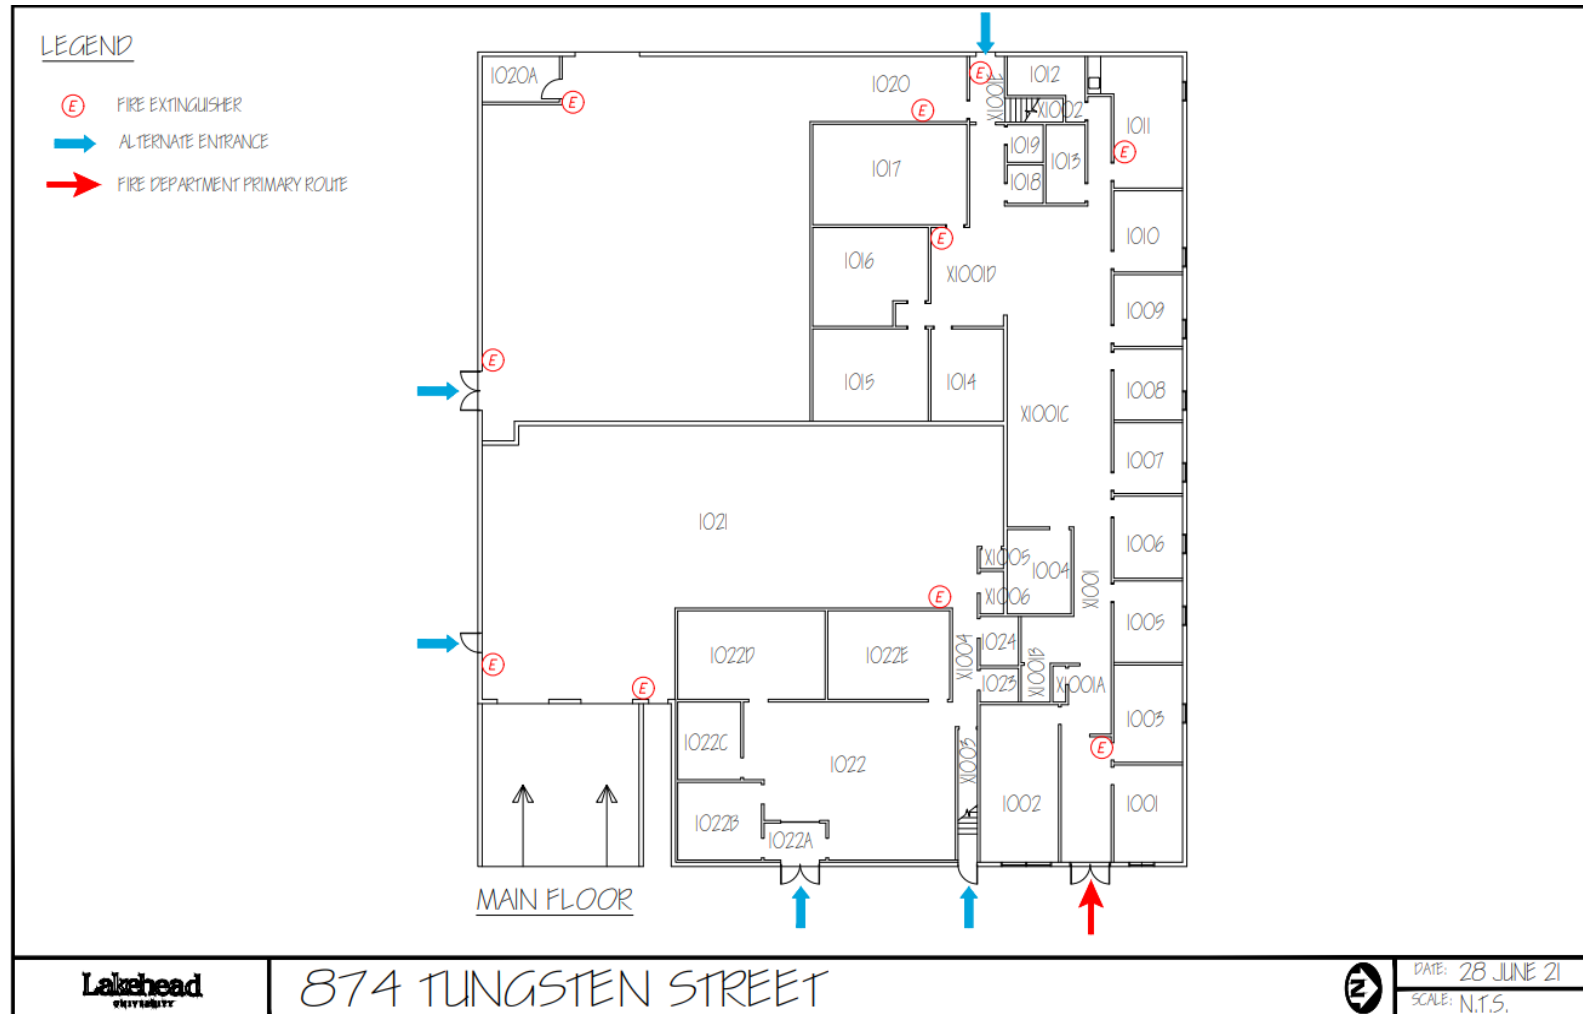 LEGEND
E FIRE EXTINGUISHER
ALTERNATE ENTRANCE
FIRE DEPARTMENT PRIMARY ROUTE
1020A
E
1020
E
E
X1001F
1012
X1002
1011
E
1019
1013
1018
1017
E
1010
1016
X1001D
1009
E
1015
1014
1008
X1001C
1007
1021
1006
X1005
1004
X1006
X1001
E
1005
1024
X1004
1022D
1022E
X1001B
E
1023
X1001A
E
1003
1022C
1022
X1003
E
1002
1001
1022B
1022A
MAIN FLOOR
Lakehead
UNIVERSITY
874 TUNGSTEN STREET
N
DATE: 28 JUNE 21
SCALE: N.T.S.